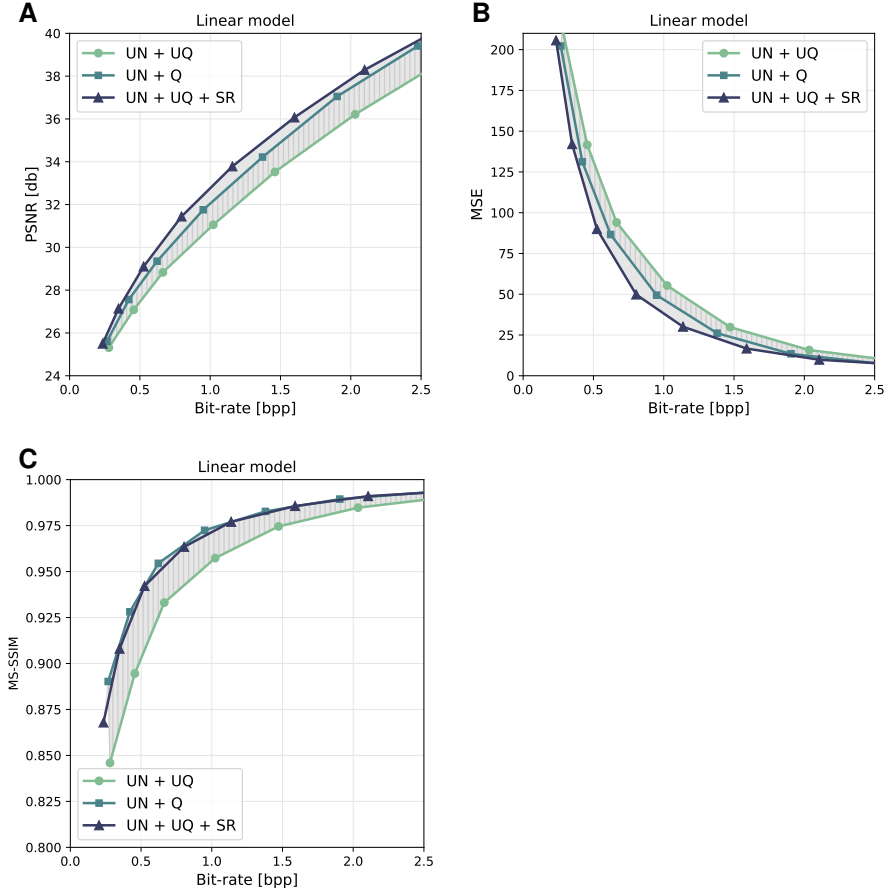 A
Linear model
40
38
36
34
32
30
28
26
24
PSNR [db]
UN + UQ
UN + Q
UN + UQ + SR
0.0 0.5 1.0 1.5 2.0 2.5
Bit-rate [bpp]
B
Linear model
200
175
150
125
100
75
50
25
0
MSE
UN + UQ
UN + Q
UN + UQ + SR
0.0 0.5 1.0 1.5 2.0 2.5
Bit-rate [bpp]
C
Linear model
1.000
0.975
0.950
0.925
0.900
0.875
0.850
0.825
0.800
MS-SSIM
UN + UQ
UN + Q
UN + UQ + SR
0.0 0.5 1.0 1.5 2.0 2.5
Bit-rate [bpp]